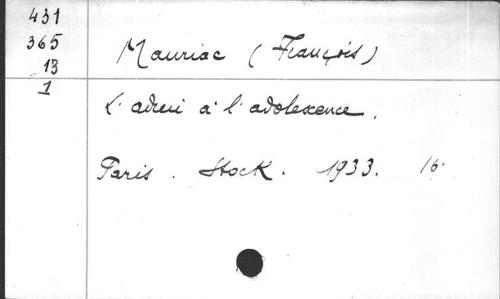 431
365
13
1
Mauriac (François)
L'adieu à l'adolescence.
Paris. Stock. 1933. 16°